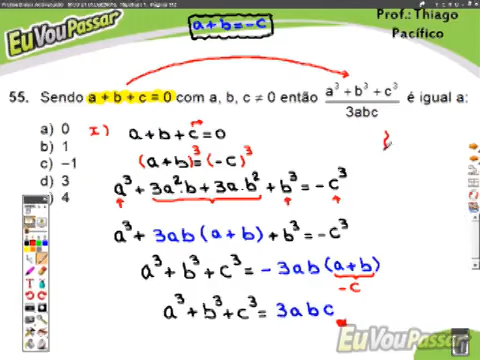 EuVouPassar
a + b = -c
Prof.: Thiago
Pacífico
55. Sendo a + b + c = 0 com a, b, c ≠ 0 então (a³ + b³ + c³)/3abc é igual a:
a) 0
b) 1
c) -1
d) 3
e) 4
I) a + b + c = 0
(a + b)³ = (-c)³
a³ + 3a²b + 3a.b² + b³ = -c³
a³ + 3ab(a+b) + b³ = -c³
a³ + b³ + c³ = -3ab(a+b)
-c
a³ + b³ + c³ = 3abc
EuVouPassar